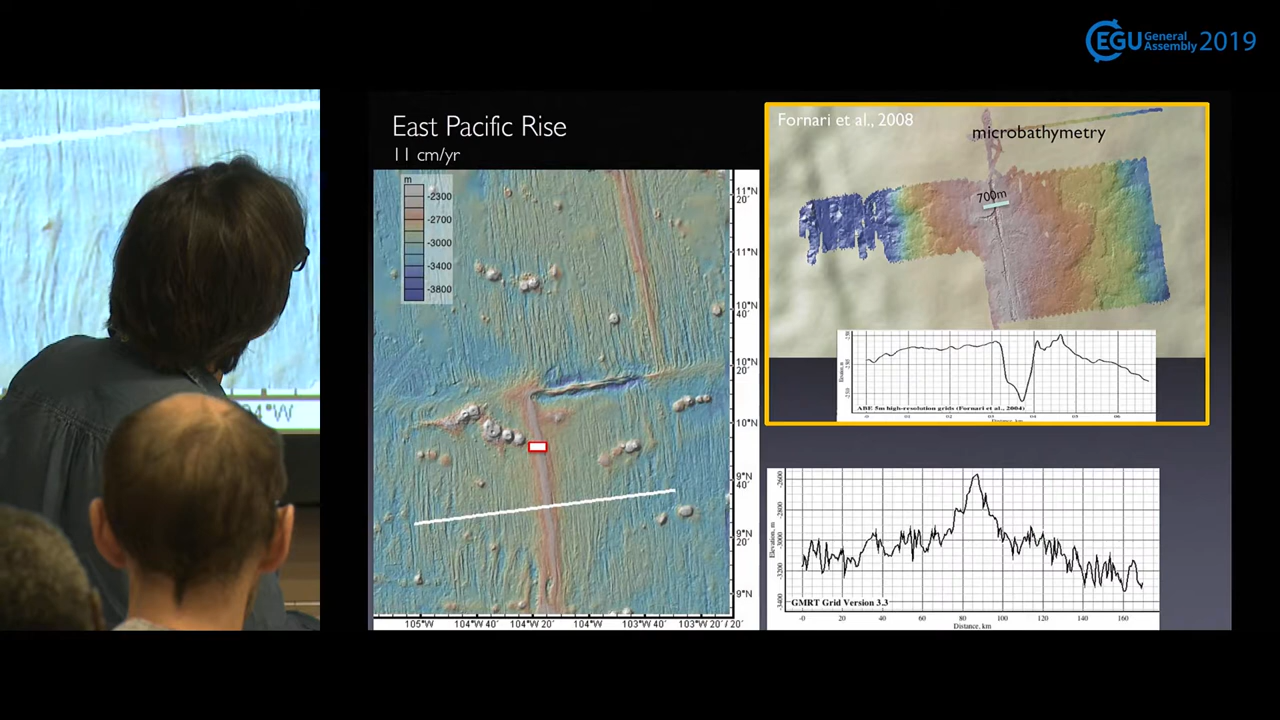 EGU General Assembly 2019
East Pacific Rise
11 cm/yr
m
-2300
-2700
-3000
-3400
-3800
11°N
20'
11°N
10°N
40'
10°N
20'
10°N
9°N
40'
9°N
20'
9°N
105°W
104°W 40'
104°W 20'
104°W
103°W 40'
103°W 20'
Fornari et al., 2008
microbathymetry
700m
ABE 5m high-resolution grids (Fornari et al., 2004)
Distance, km
-2600
-2800
-3000
-3200
-3400
Elevation, m
GMRT Grid Version 3.3
-0
20
40
60
80
100
120
140
160
Distance, km